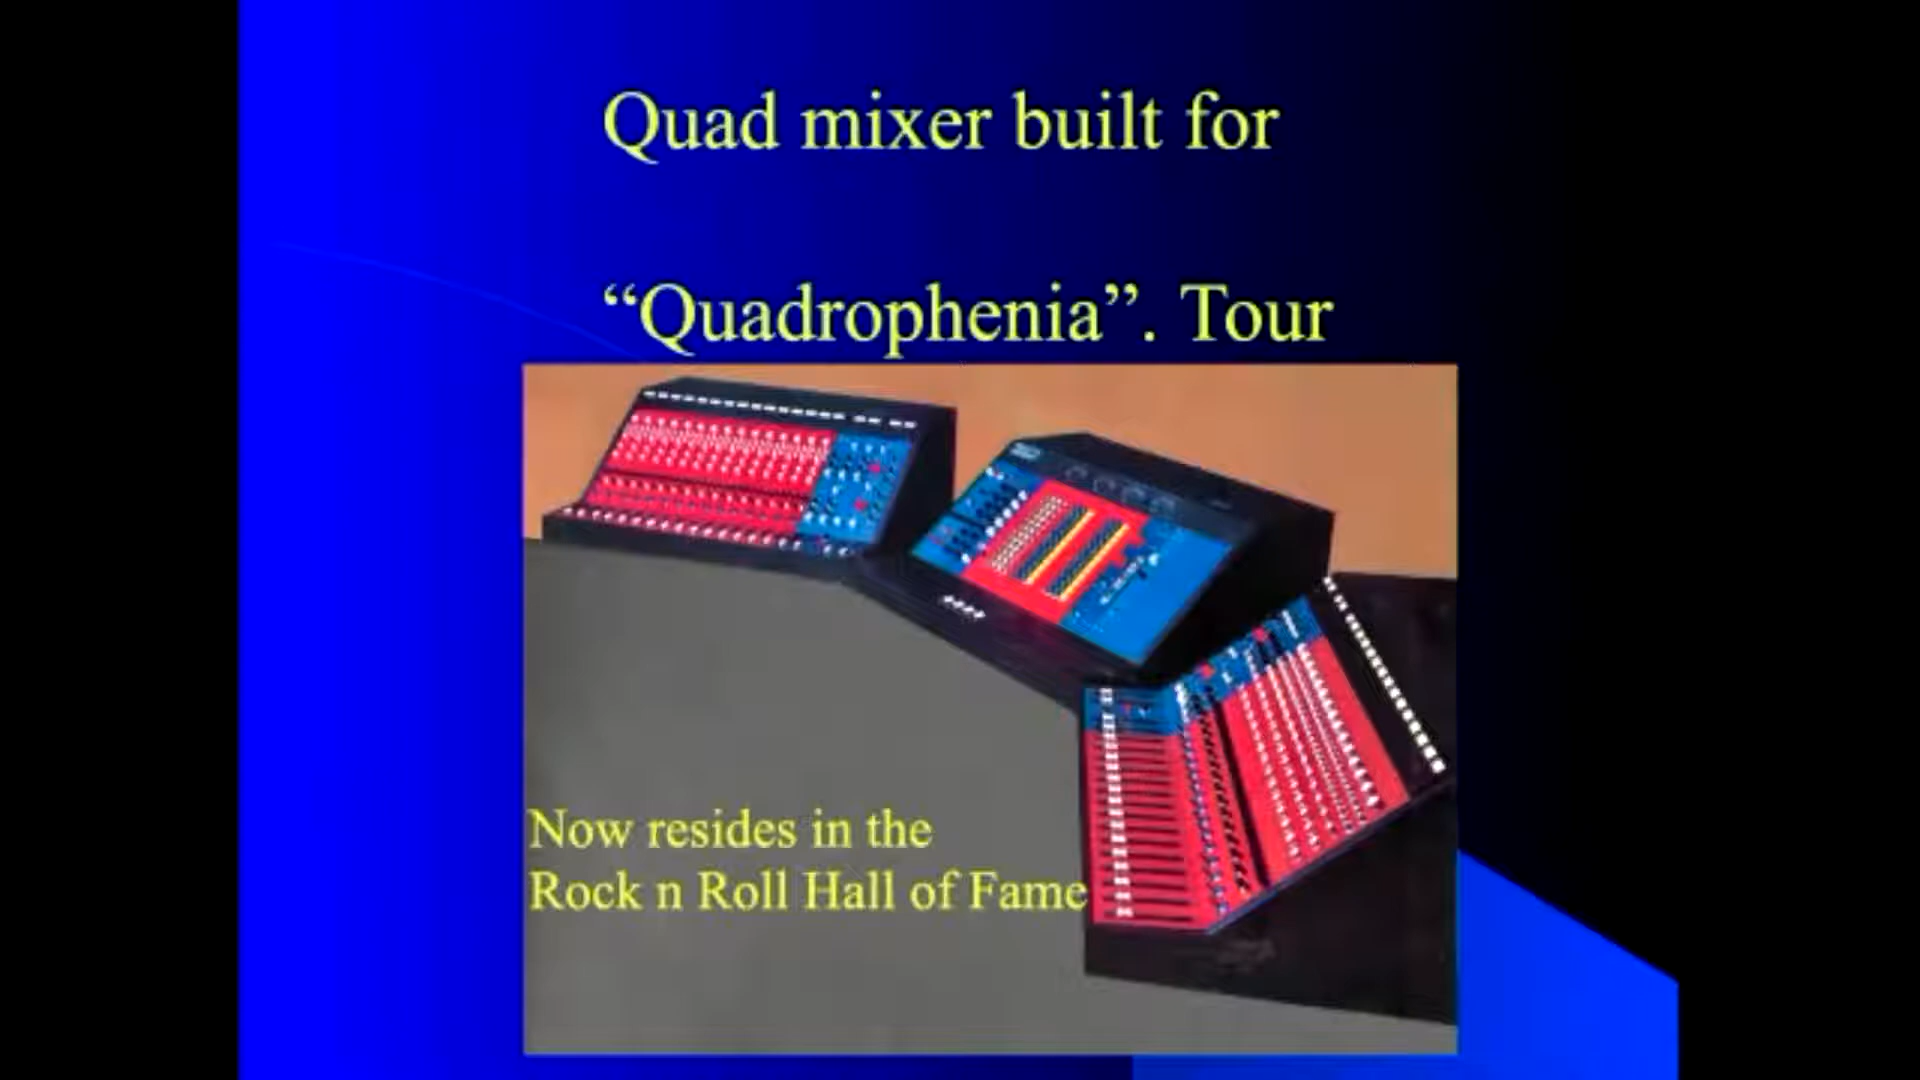 Quad mixer built for
“Quadrophenia”. Tour
Now resides in the
Rock n Roll Hall of Fame